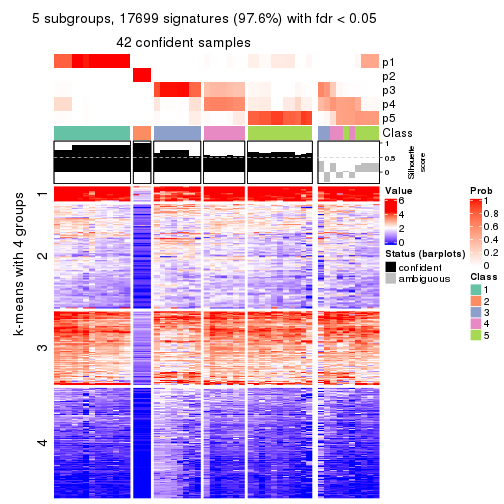 5 subgroups, 17699 signatures (97.6%) with fdr < 0.05
42 confident samples
p1
p2
p3
p4
p5
Class
1
0.5
0
Silhouette
score
k-means with 4 groups
1
2
3
4
Value
6
4
2
0
Status (barplots)
confident
ambiguous
Prob
1
0.8
0.6
0.4
0.2
0
Class
1
2
3
4
5